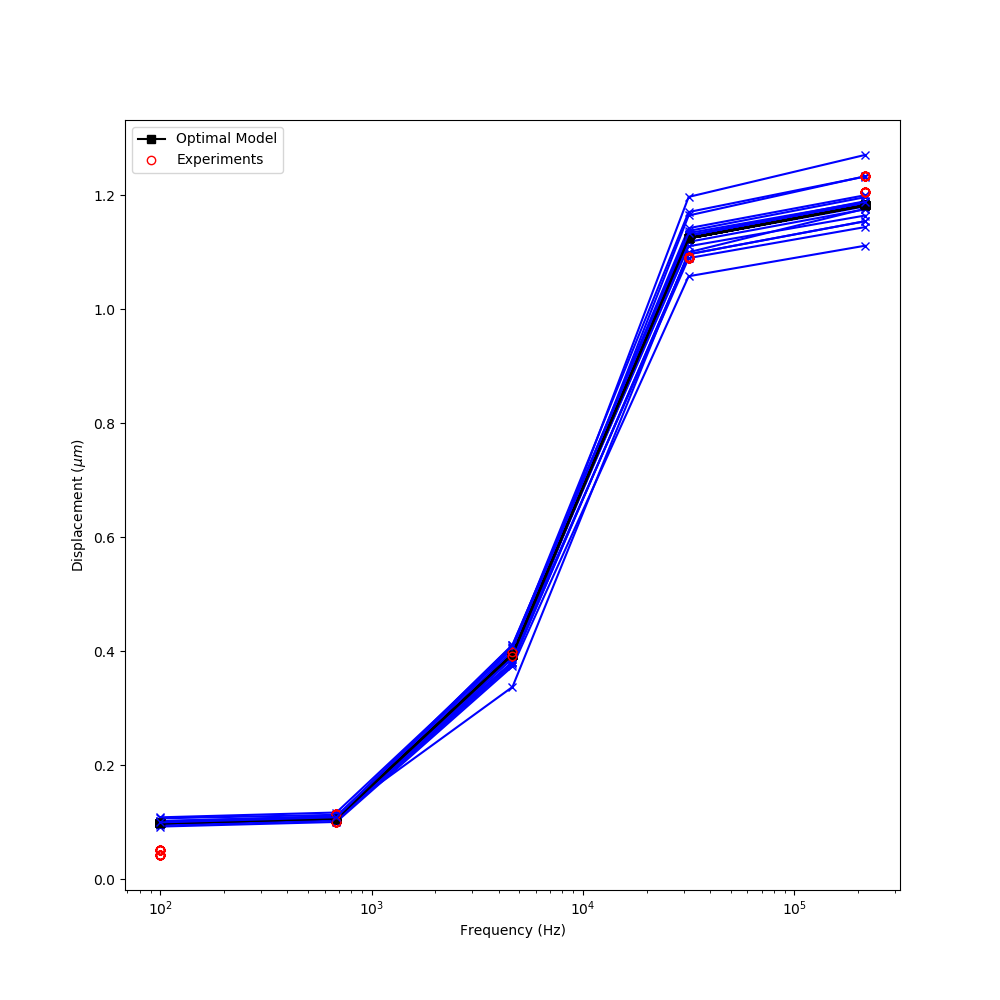 Optimal Model
Experiments
1.2
1.0
0.8
0.6
0.4
0.2
0.0
Displacement (μm)
10²
10³
10⁴
10⁵
Frequency (Hz)